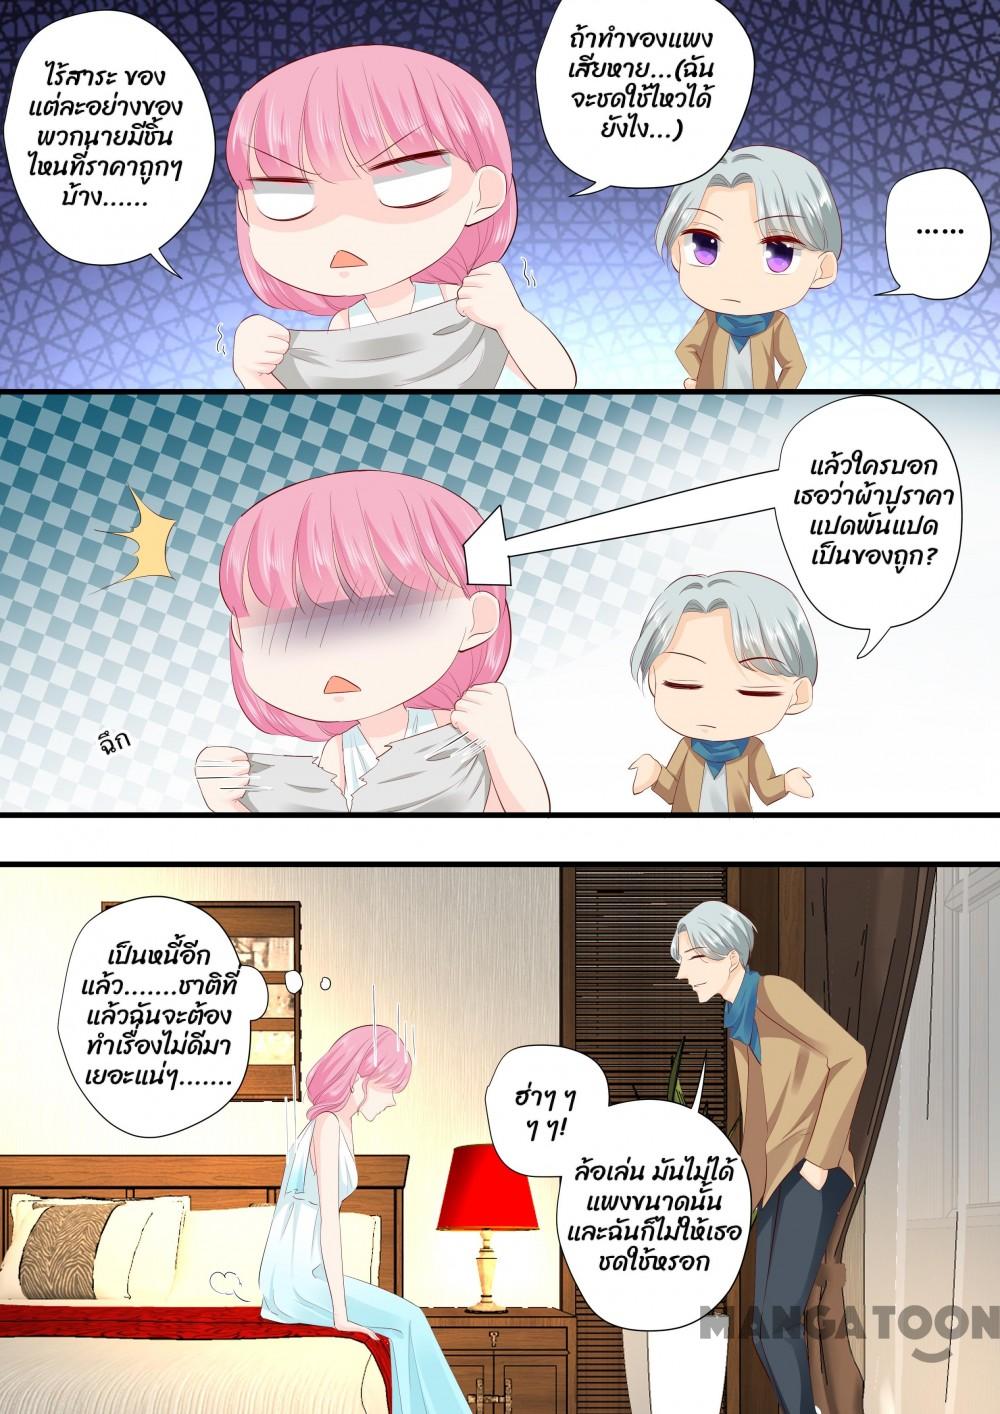 ไร้สาระ ของ
แต่ละอย่างของ
พวกนายมีชิ้น
ไหนที่ราคาถูกๆ
บ้าง......
ถ้าทำของแพง
เสียหาย...(ฉัน
จะชดใช้ไหวได้
ยังไง...)
......
แล้วใครบอก
เธอว่าผ้าปูราคา
แปดพันแปด
เป็นของถูก?
ฉึก
เป็นหนี้อีก
แล้ว.......ชาติที่
แล้วฉันจะต้อง
ทำเรื่องไม่ดีมา
เยอะแน่ๆ.......
ฮ่าๆ ๆ
ๆ ๆ!
ล้อเล่น มันไม่ได้
แพงขนาดนั้น
และฉันก็ไม่ให้เธอ
ชดใช้หรอก
MANGATOON